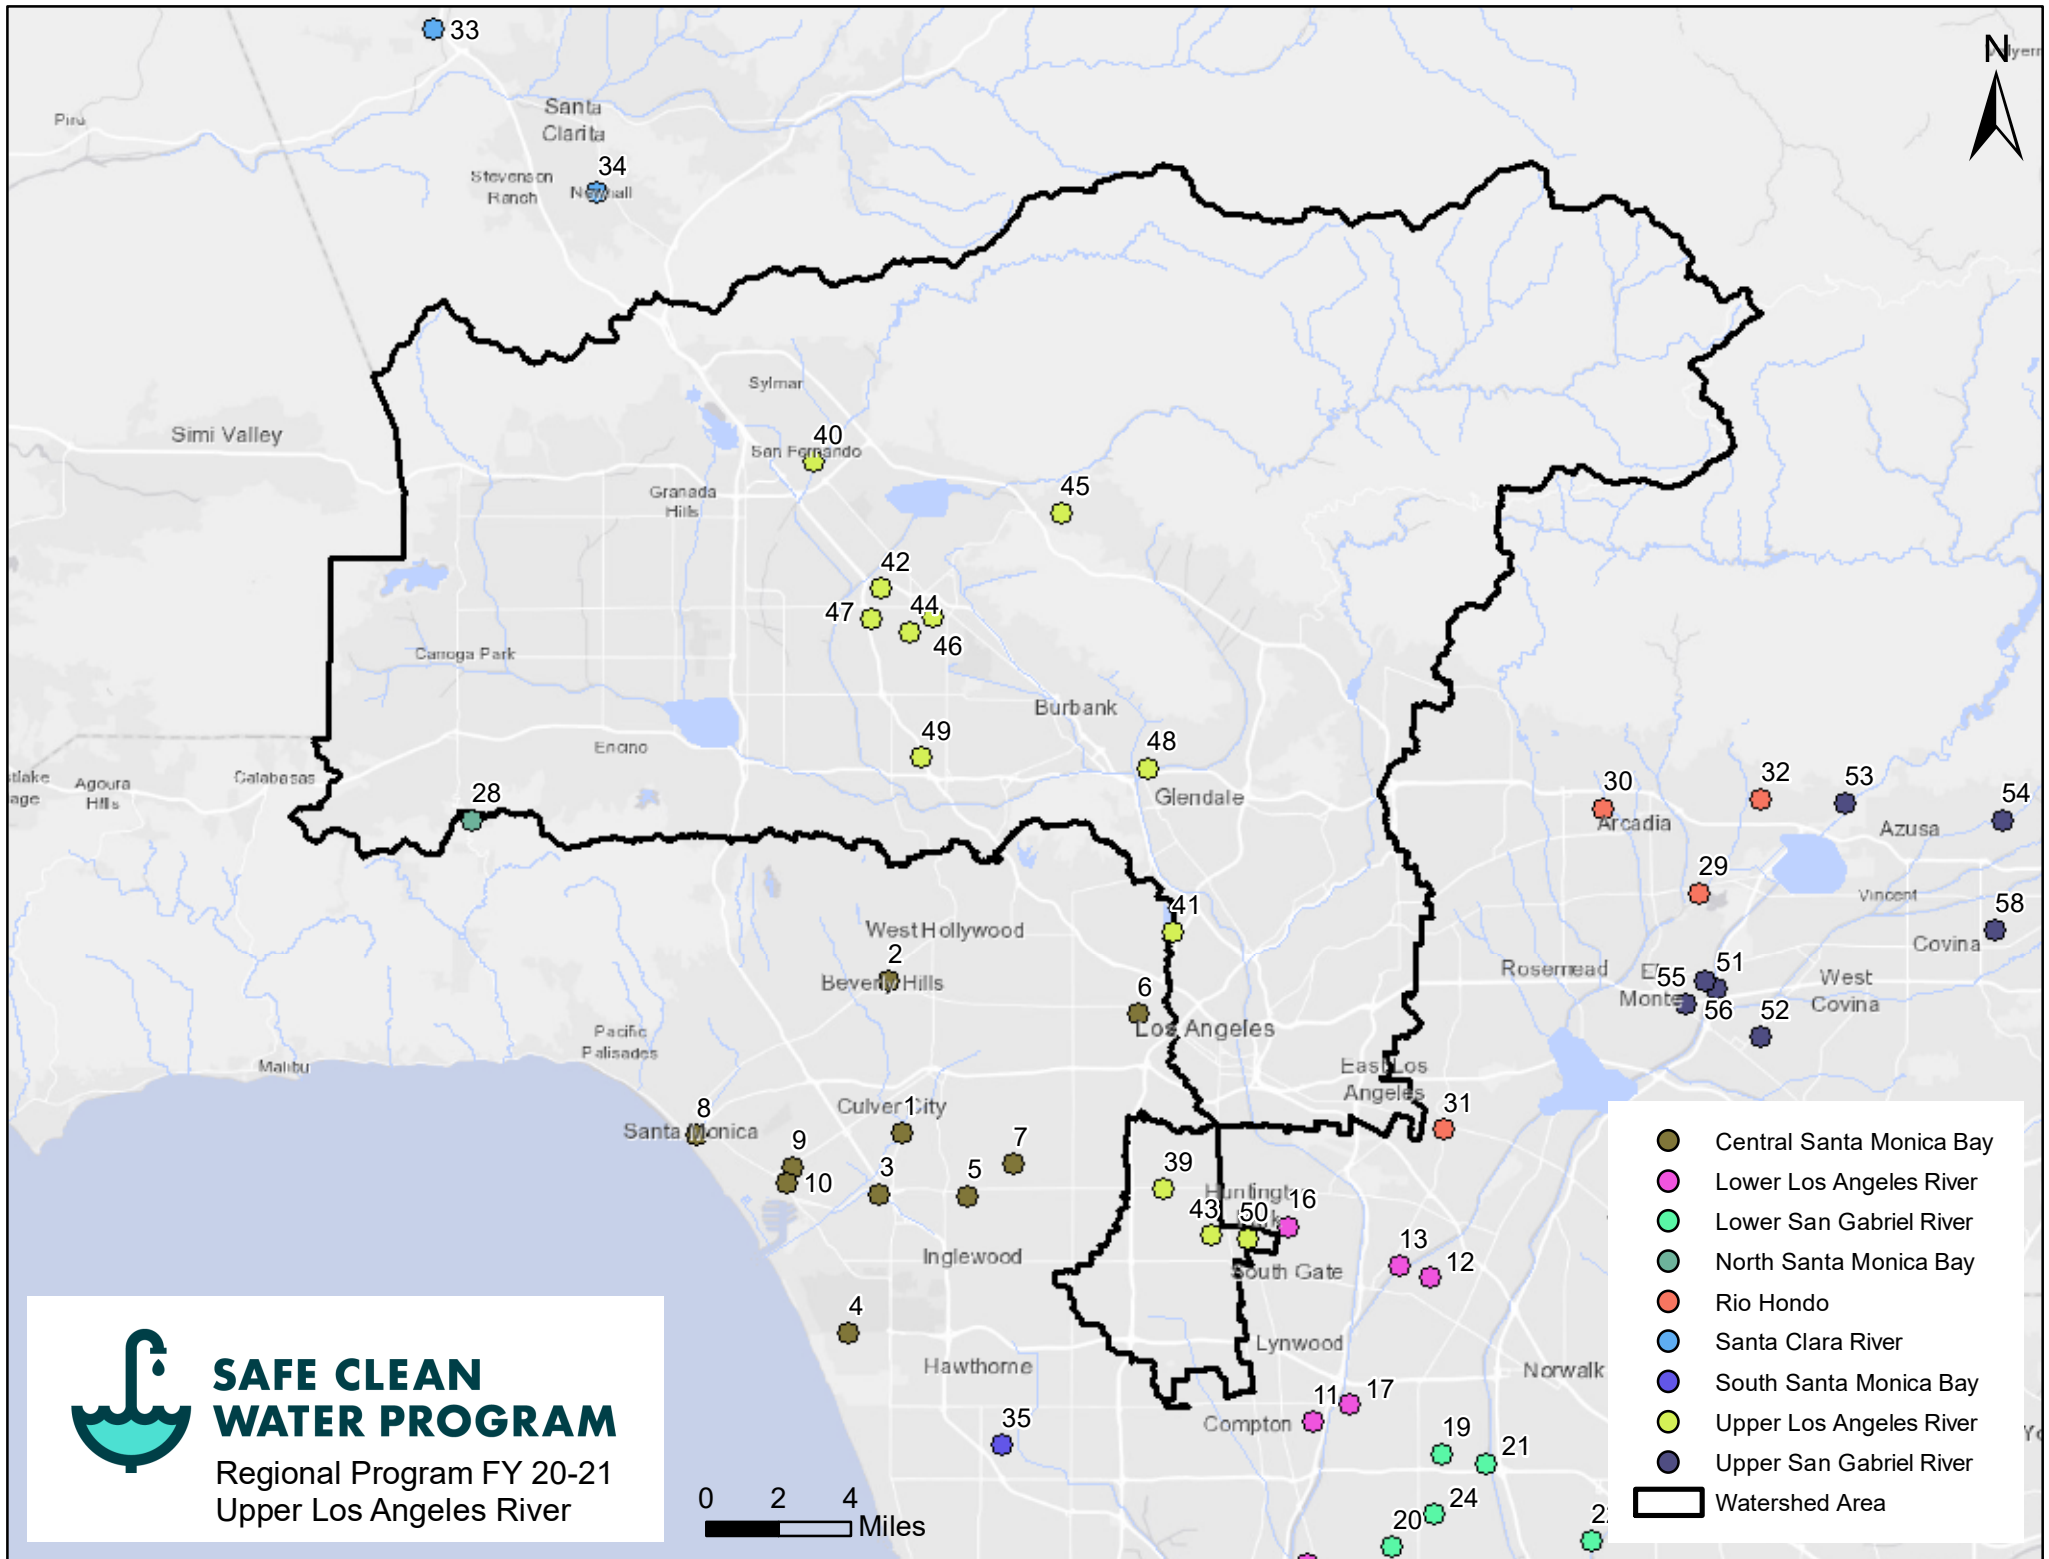 33
N
Santa
Clarita
Piru
34
Stevenson
Ranch
Newhall
Sylmar
Simi Valley
40
San Fernando
Granada
Hills
45
42
47
44
46
Canoga Park
Burbank
49
48
Encino
Glendale
Calabasas
Agoura
Hills
28
30
32
53
54
Arcadia
Azusa
29
Vincent
58
41
West Hollywood
Covina
2
Beverly Hills
Rosemead
El
Monte
55
51
56
52
West
Covina
6
Los Angeles
Pacific
Palisades
Malibu
East Los
Angeles
8
Culver City
1
31
Santa Monica
9
10
3
5
7
39
Huntington
Park
16
43
50
13
12
Inglewood
South Gate
4
Lynwood
Hawthorne
Norwalk
11
17
Compton
35
19
21
24
20
Central Santa Monica Bay
Lower Los Angeles River
Lower San Gabriel River
North Santa Monica Bay
Rio Hondo
Santa Clara River
South Santa Monica Bay
Upper Los Angeles River
Upper San Gabriel River
Watershed Area
SAFE CLEAN
WATER PROGRAM
Regional Program FY 20-21
Upper Los Angeles River
0 2 4
Miles